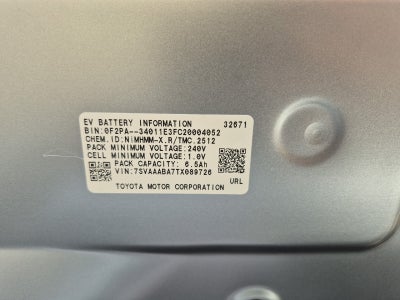 EV BATTERY INFORMATION 32671
BIN:0F2PA--34011E3FC20004052
CHEM.ID:NiMHMM-X.R/TMC.2512
PACK MINIMUM VOLTAGE:240V
CELL MINIMUM VOLTAGE:1.0V
PACK CAPACITY:6.5Ah
VIN:7SVAAABA7TX089726
URL
TOYOTA MOTOR CORPORATION